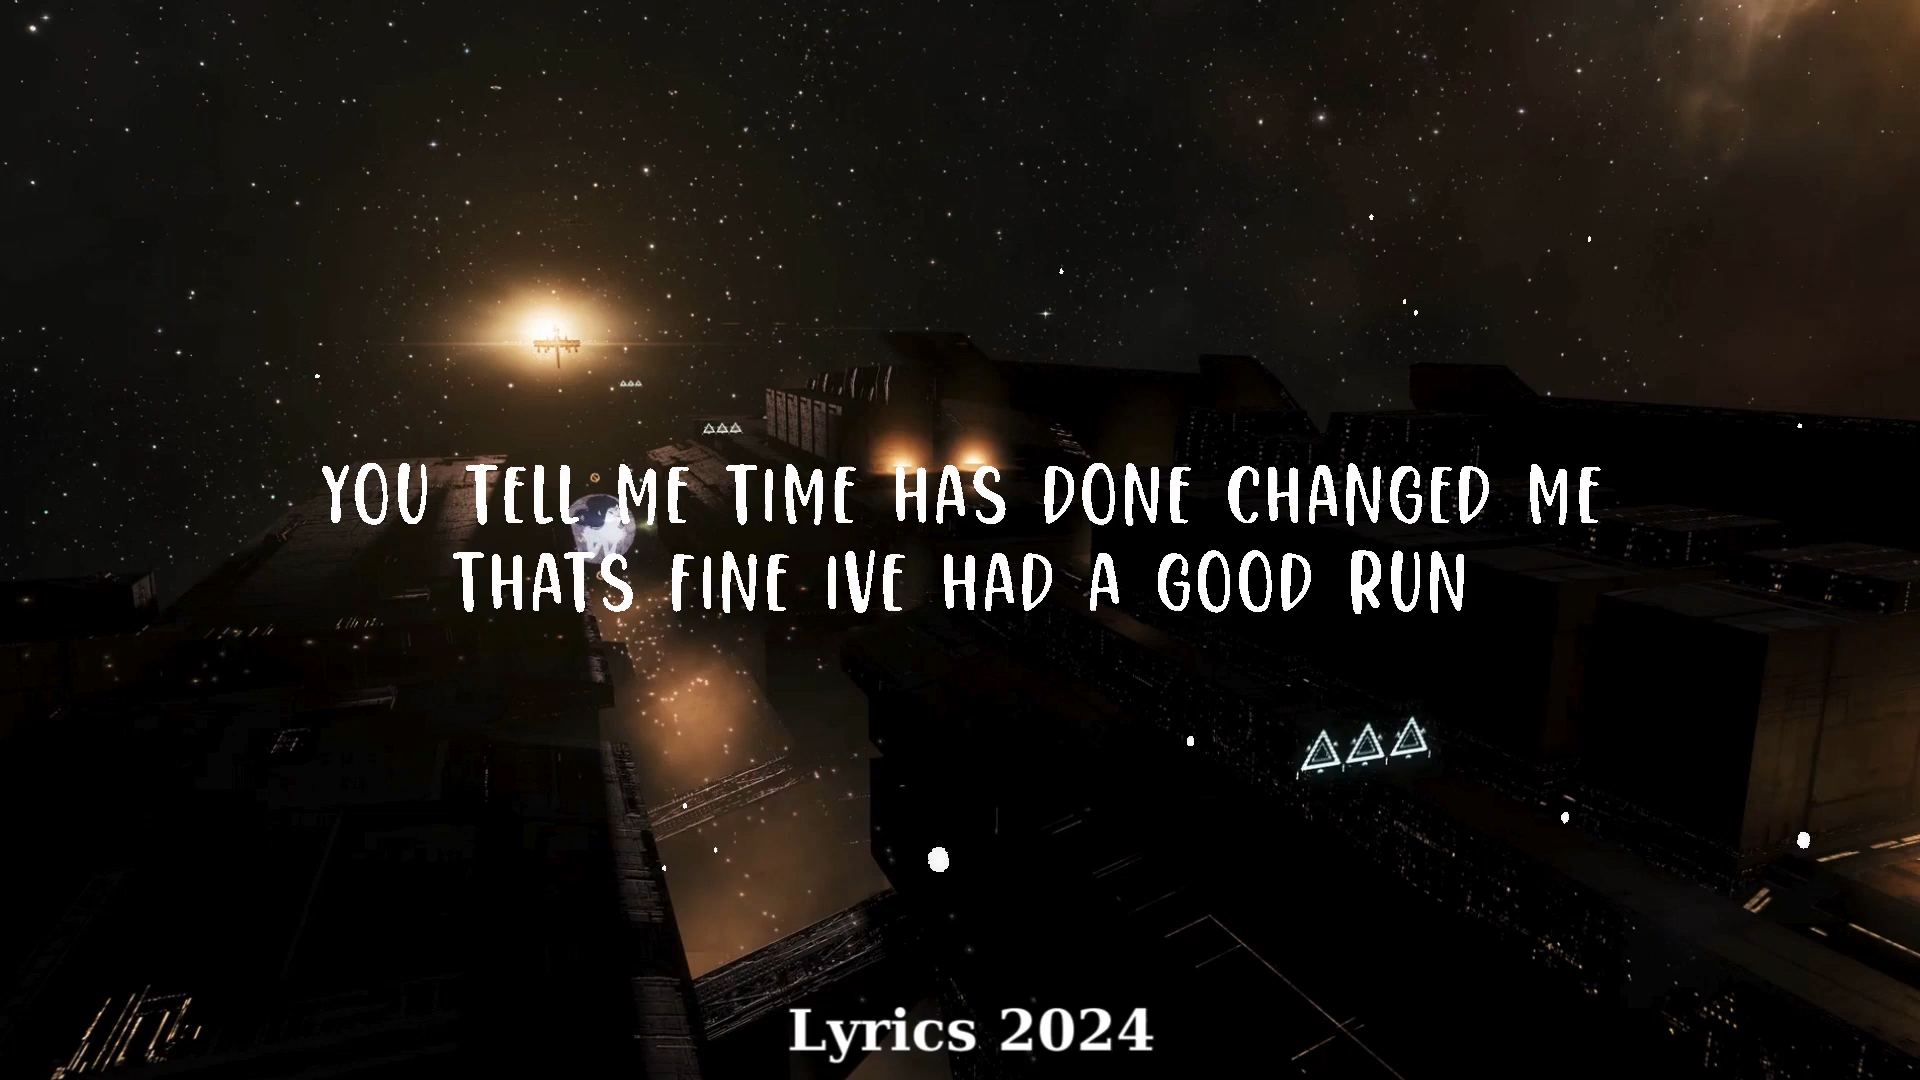 YOU TELL ME TIME HAS DONE CHANGED ME
THATS FINE IVE HAD A GOOD RUN
Lyrics 2024